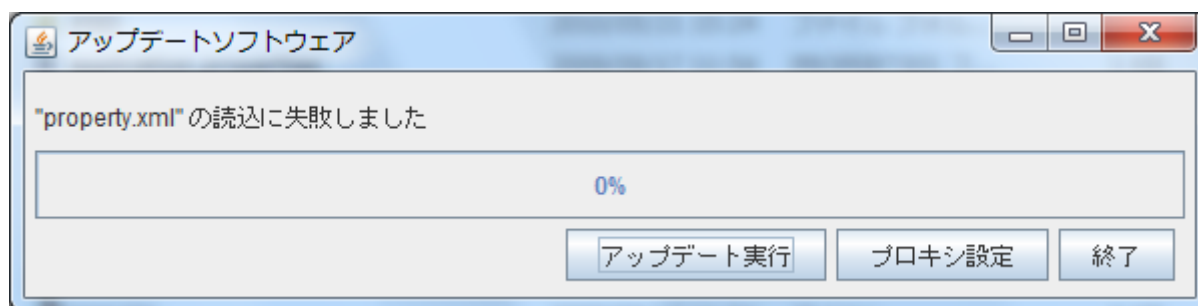 アップデートソフトウェア
"property.xml" の読込に失敗しました
0%
アップデート実行 プロキシ設定 終了